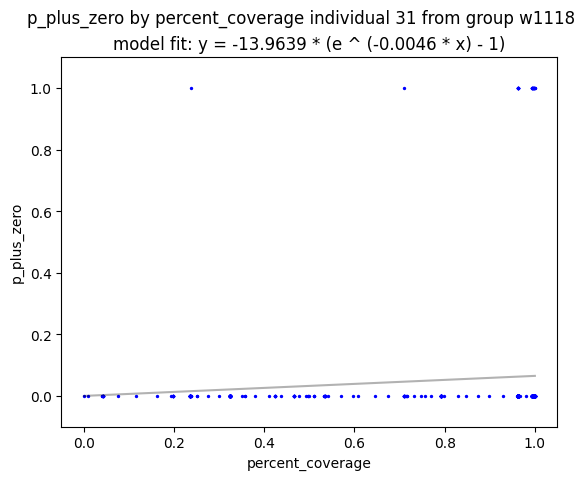 p_plus_zero by percent_coverage individual 31 from group w1118
model fit: y = -13.9639 * (e ^ (-0.0046 * x) - 1)
1.0
0.8
0.6
0.4
0.2
0.0
p_plus_zero
0.0 0.2 0.4 0.6 0.8 1.0
percent_coverage